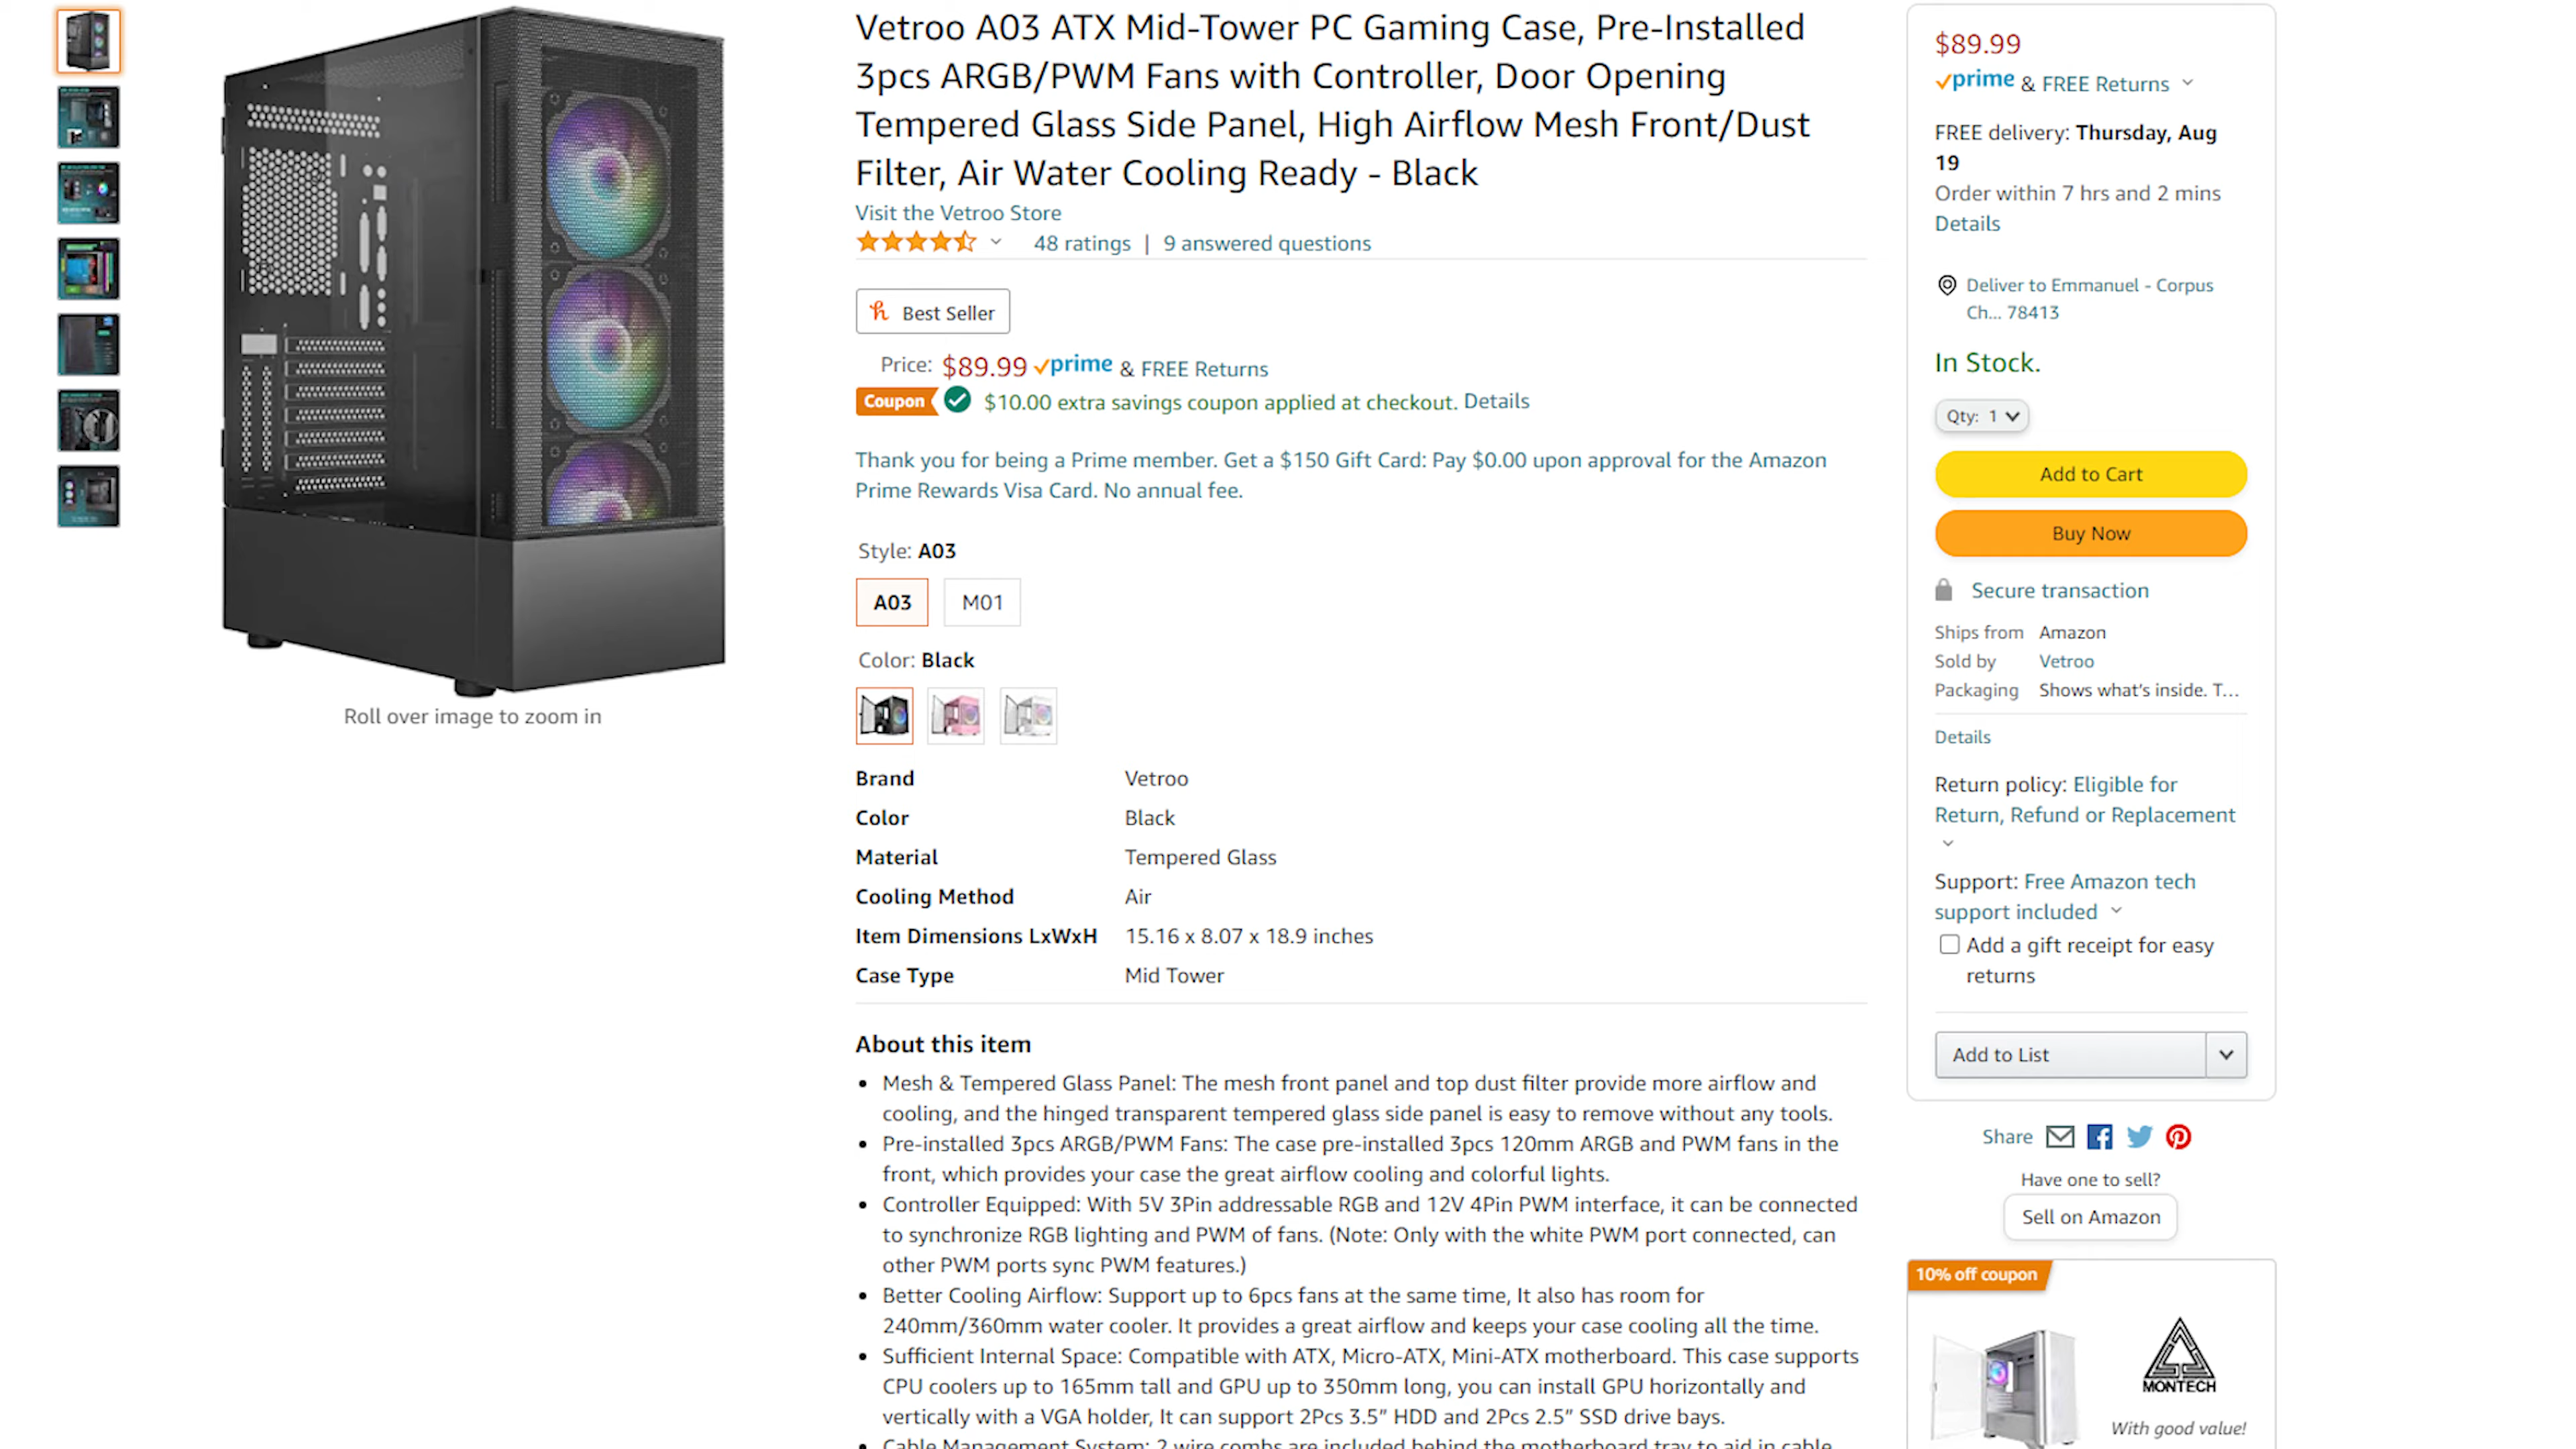 Vetroo A03 ATX Mid-Tower PC Gaming Case, Pre-Installed
3pcs ARGB/PWM Fans with Controller, Door Opening
Tempered Glass Side Panel, High Airflow Mesh Front/Dust
Filter, Air Water Cooling Ready - Black
Visit the Vetroo Store
48 ratings | 9 answered questions
Best Seller
Price: $89.99 prime & FREE Returns
Coupon $10.00 extra savings coupon applied at checkout. Details
Thank you for being a Prime member. Get a $150 Gift Card: Pay $0.00 upon approval for the Amazon
Prime Rewards Visa Card. No annual fee.
Style: A03
A03 M01
Color: Black
Roll over image to zoom in
Brand Vetroo
Color Black
Material Tempered Glass
Cooling Method Air
Item Dimensions LxWxH 15.16 x 8.07 x 18.9 inches
Case Type Mid Tower
About this item
• Mesh & Tempered Glass Panel: The mesh front panel and top dust filter provide more airflow and
cooling, and the hinged transparent tempered glass side panel is easy to remove without any tools.
• Pre-installed 3pcs ARGB/PWM Fans: The case pre-installed 3pcs 120mm ARGB and PWM fans in the
front, which provides your case the great airflow cooling and colorful lights.
• Controller Equipped: With 5V 3Pin addressable RGB and 12V 4Pin PWM interface, it can be connected
to synchronize RGB lighting and PWM of fans. (Note: Only with the white PWM port connected, can
other PWM ports sync PWM features.)
• Better Cooling Airflow: Support up to 6pcs fans at the same time, It also has room for
240mm/360mm water cooler. It provides a great airflow and keeps your case cooling all the time.
• Sufficient Internal Space: Compatible with ATX, Micro-ATX, Mini-ATX motherboard. This case supports
CPU coolers up to 165mm tall and GPU up to 350mm long, you can install GPU horizontally and
vertically with a VGA holder, It can support 2Pcs 3.5” HDD and 2Pcs 2.5” SSD drive bays.
• Cable Management System: 2 wire combs are included behind the motherboard tray to aid in cable
$89.99
prime & FREE Returns
FREE delivery: Thursday, Aug
19
Order within 7 hrs and 2 mins
Details
Deliver to Emmanuel - Corpus
Ch... 78413
In Stock.
Qty: 1
Add to Cart
Buy Now
Secure transaction
Ships from Amazon
Sold by Vetroo
Packaging Shows what's inside. T...
Details
Return policy: Eligible for
Return, Refund or Replacement
Support: Free Amazon tech
support included
Add a gift receipt for easy
returns
Add to List
Share
Have one to sell?
Sell on Amazon
10% off coupon
MONTECH
With good value!